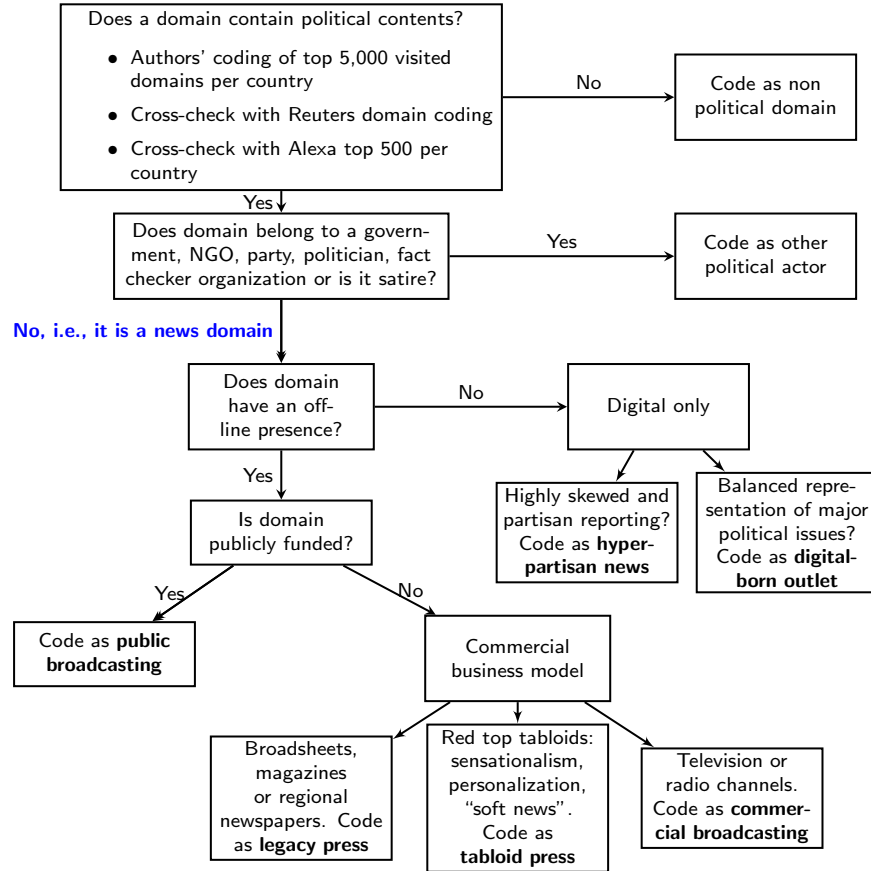 Does a domain contain political contents?
• Authors' coding of top 5,000 visited
domains per country
• Cross-check with Reuters domain coding
• Cross-check with Alexa top 500 per
country
No
Code as non
political domain
Yes
Does domain belong to a govern-
ment, NGO, party, politician, fact
checker organization or is it satire?
Yes
Code as other
political actor
No, i.e., it is a news domain
Does domain
have an off-
line presence?
No
Digital only
Yes
Highly skewed and
partisan reporting?
Code as hyper-
partisan news
Balanced repre-
sentation of major
political issues?
Code as digital-
born outlet
Is domain
publicly funded?
Yes
No
Code as public
broadcasting
Commercial
business model
Broadsheets,
magazines
or regional
newspapers. Code
as legacy press
Red top tabloids:
sensationalism,
personalization,
“soft news”.
Code as
tabloid press
Television or
radio channels.
Code as commer-
cial broadcasting